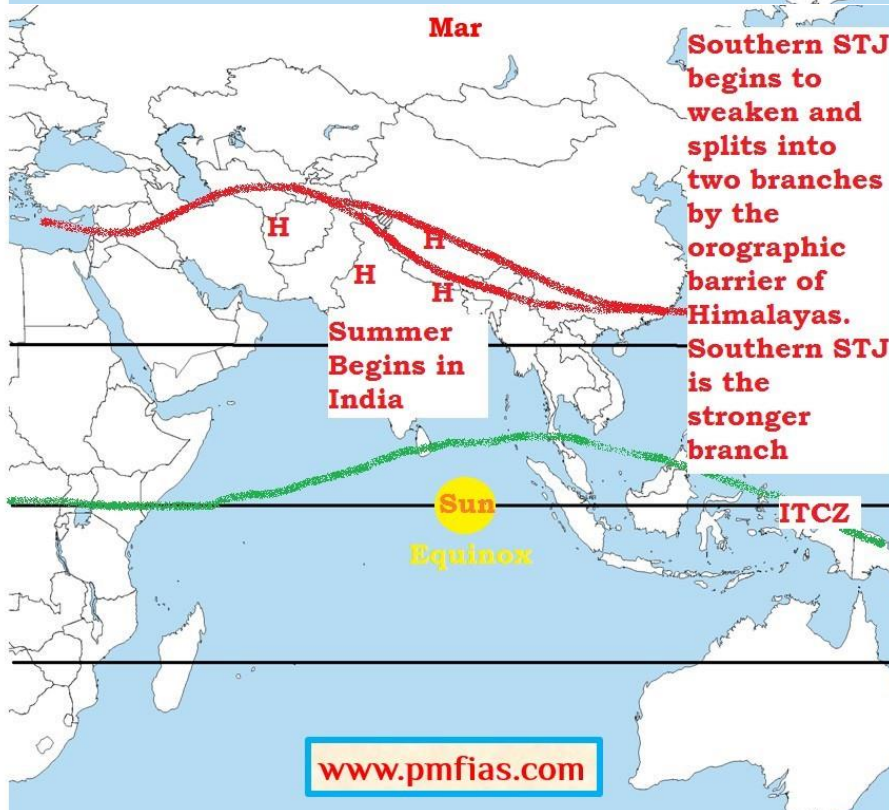 Mar
Southern STJ
begins to
weaken and
splits into
two branches
by the
orographic
barrier of
Himalayas.
Southern STJ
is the
stronger
branch
H
H
H
H
Summer
Begins in
India
Sun
Equinox
ITCZ
www.pmfias.com